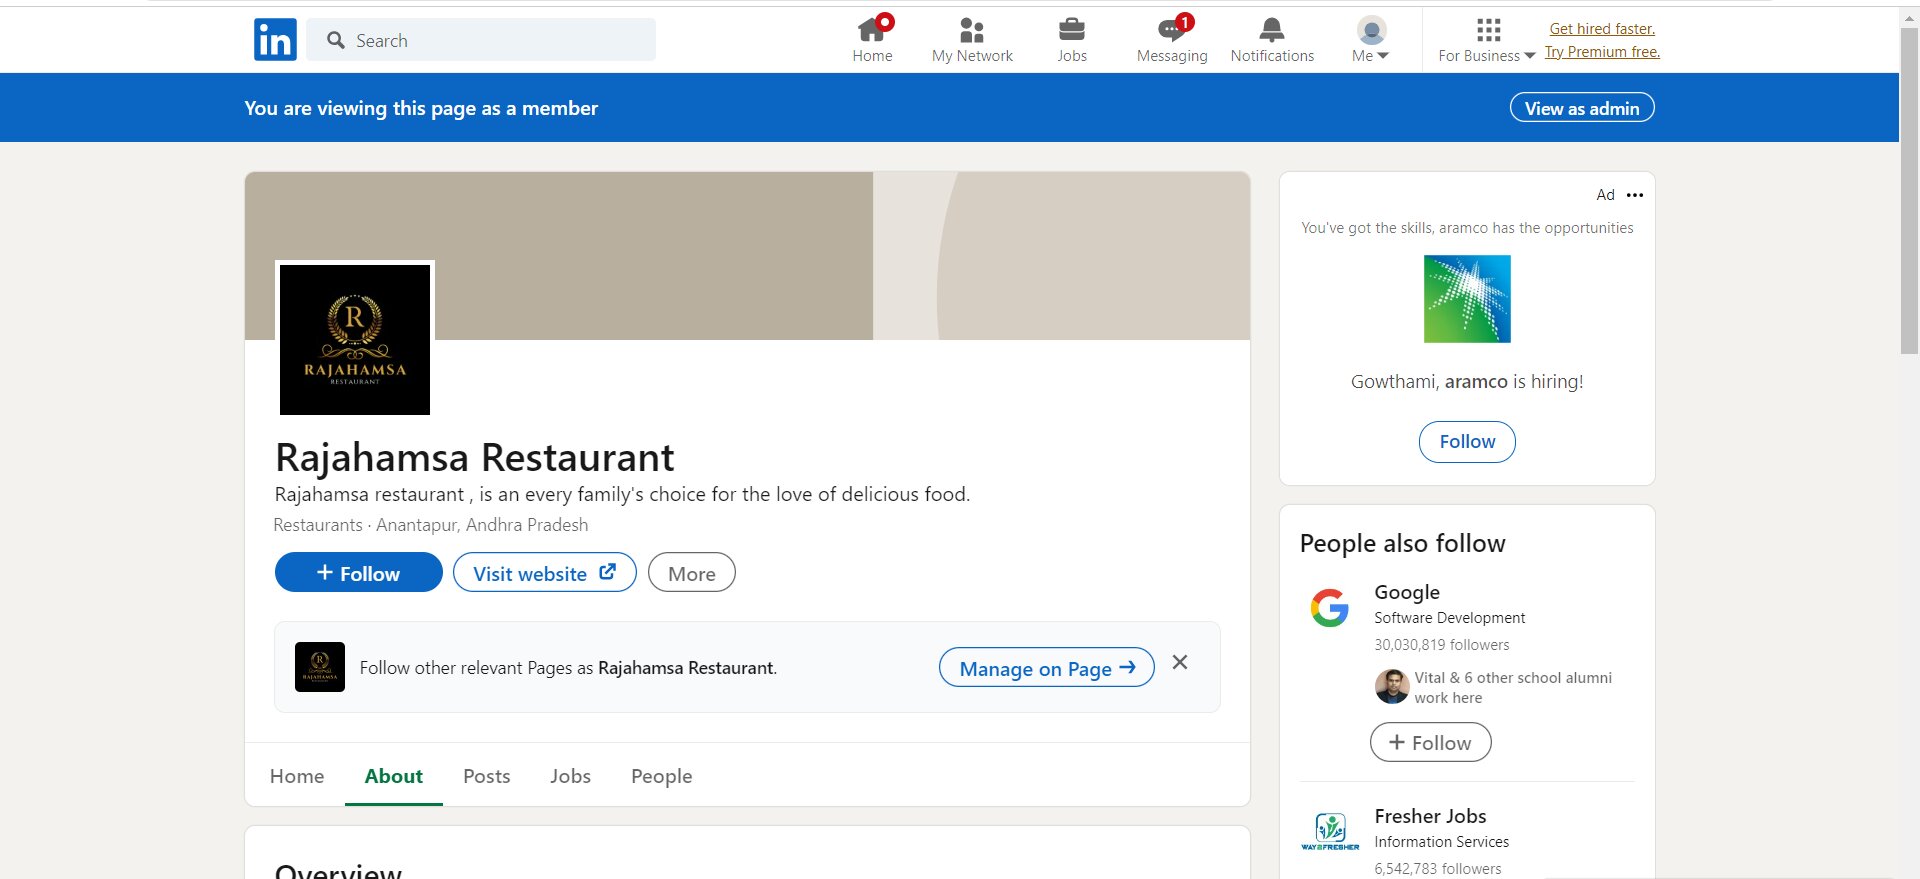 in
Search
Home
My Network
Jobs
1
Messaging
Notifications
Me
For Business
Get hired faster.
Try Premium free.
You are viewing this page as a member
View as admin
R
RAJAHAMSA
RESTAURANT
Rajahamsa Restaurant
Rajahamsa restaurant , is an every family's choice for the love of delicious food.
Restaurants · Anantapur, Andhra Pradesh
+ Follow
Visit website
More
R
RAJAHAMSA
Follow other relevant Pages as Rajahamsa Restaurant.
Manage on Page →
Home
About
Posts
Jobs
People
Overview
Ad
You've got the skills, aramco has the opportunities
Gowthami, aramco is hiring!
Follow
People also follow
Google
Software Development
30,030,819 followers
Vital & 6 other school alumni
work here
+ Follow
WAY2FRESHER
Fresher Jobs
Information Services
6,542,783 followers